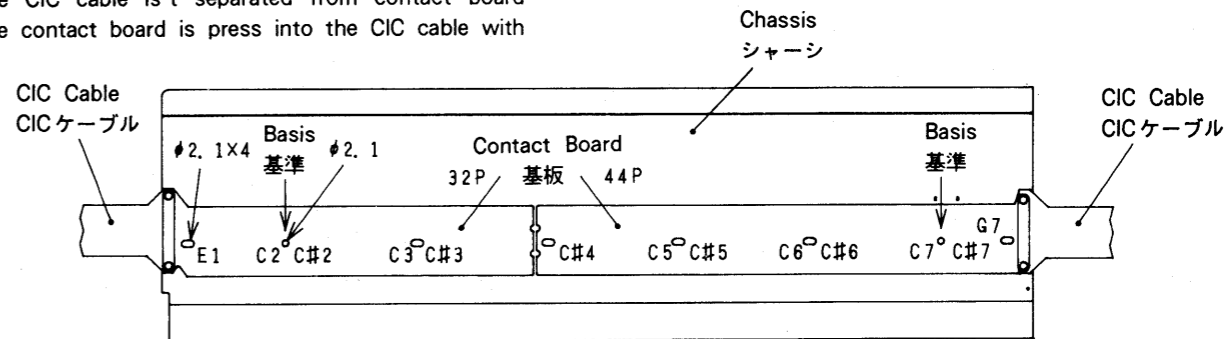 e CIC cable is't separated from contact board
e contact board is press into the CIC cable with
Chassis
シャーシ
CIC Cable
CICケーブル
CIC Cable
CICケーブル
φ2. 1×4
Basis
基準
φ2. 1
Contact Board
32P 基板 44P
Basis
基準
E1
C2 C♯2
C3 C♯3
C♯4
C5 C♯5
C6 C♯6
C7 C♯7
G7